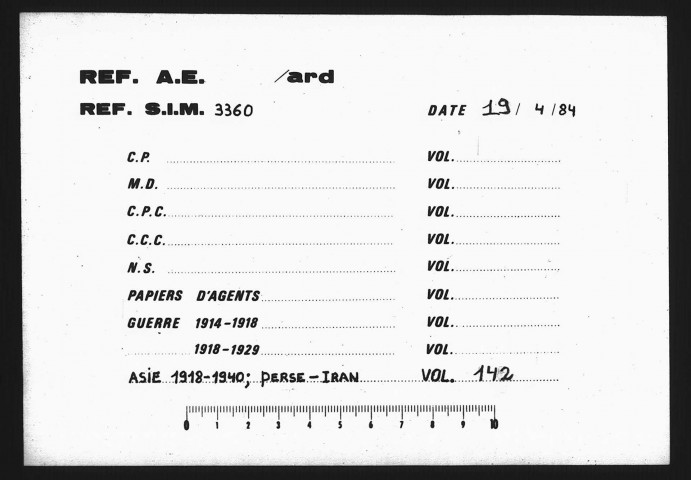 REF. A.E. /ard
REF. S.I.M. 3360 DATE 19 / 4 / 84
C.P. VOL.
M.D. VOL.
C.P.C. VOL.
C.C.C. VOL.
N.S. VOL.
PAPIERS D'AGENTS VOL.
GUERRE 1914-1918 VOL.
1918-1929 VOL.
ASIE 1918-1940; PERSE-IRAN VOL. 142
0 1 2 3 4 5 6 7 8 9 10